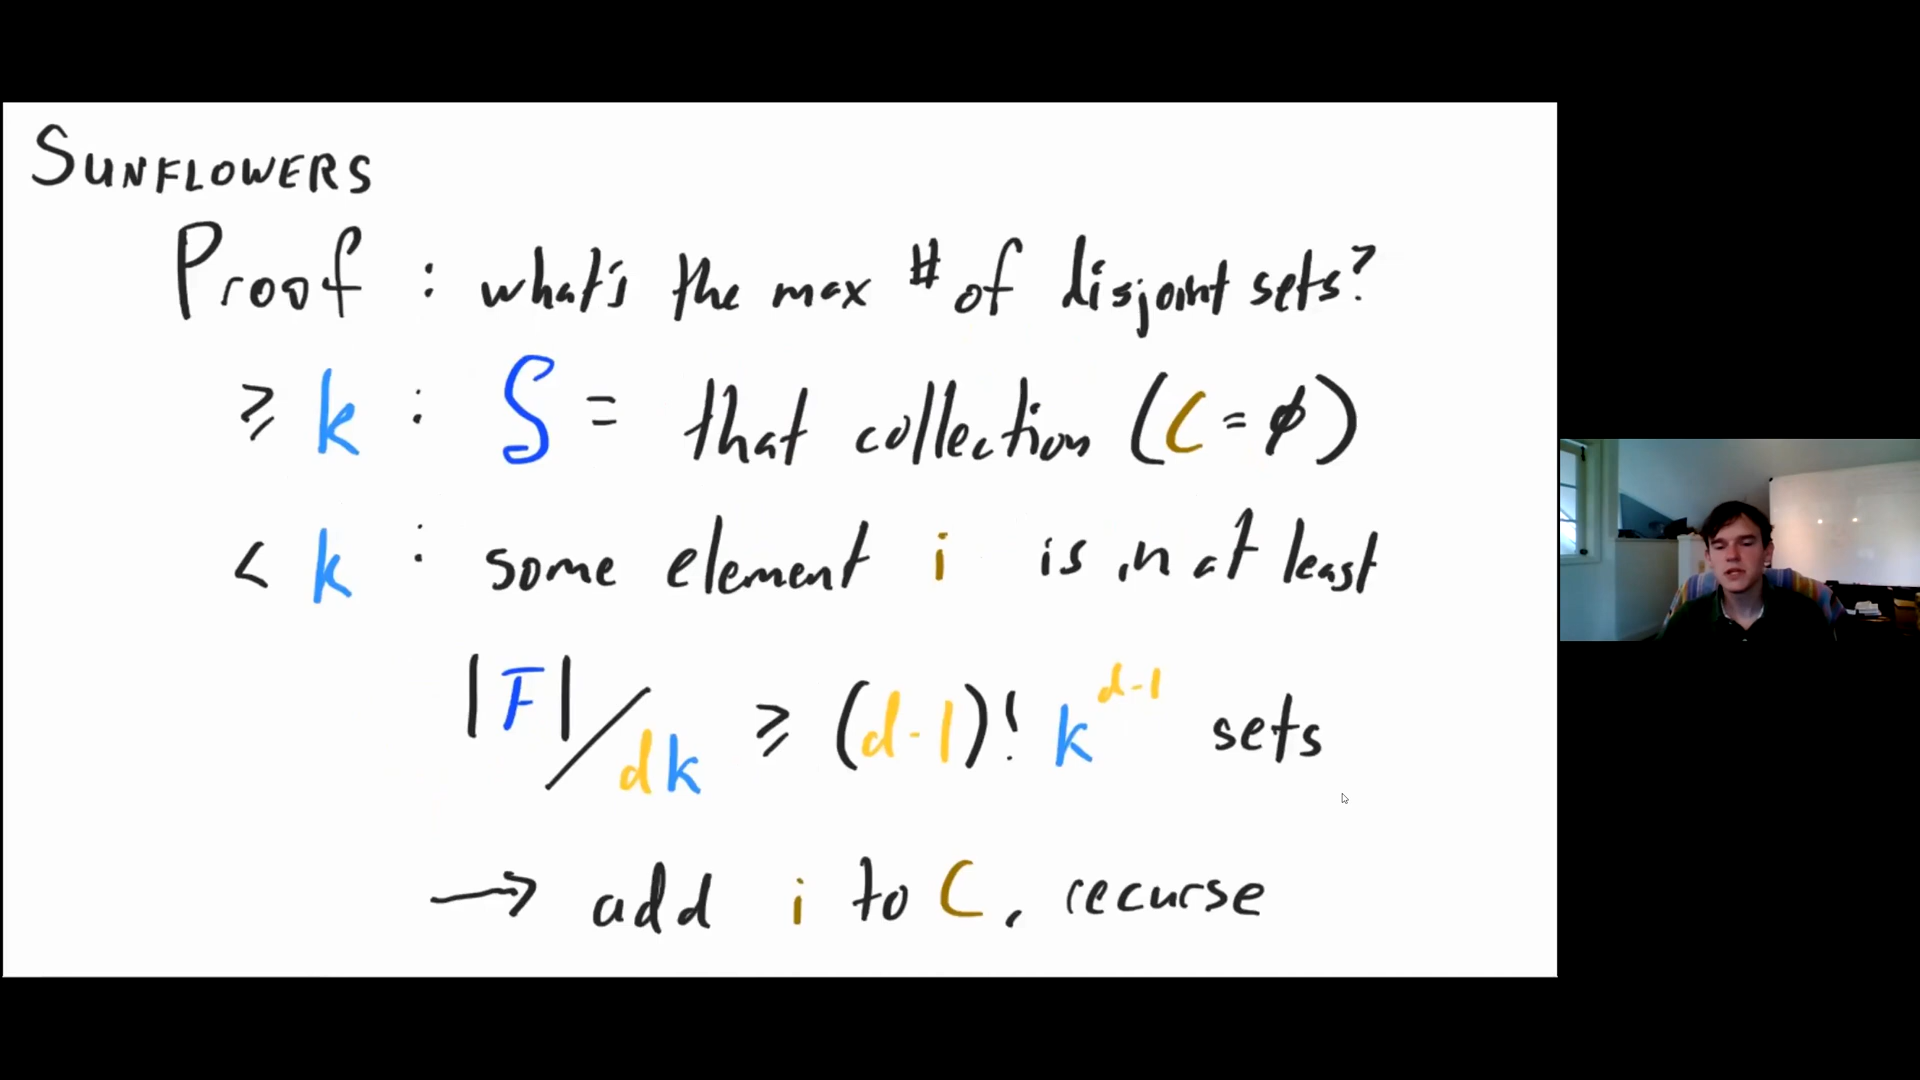 SUNFLOWERS
Proof : what's the max # of disjoint sets?
≥ k : S = that collection (C = ∅)
< k : some element i is in at least
|F|/dk ≥ (d-1)! k^{d-1} sets
→ add i to C, recurse